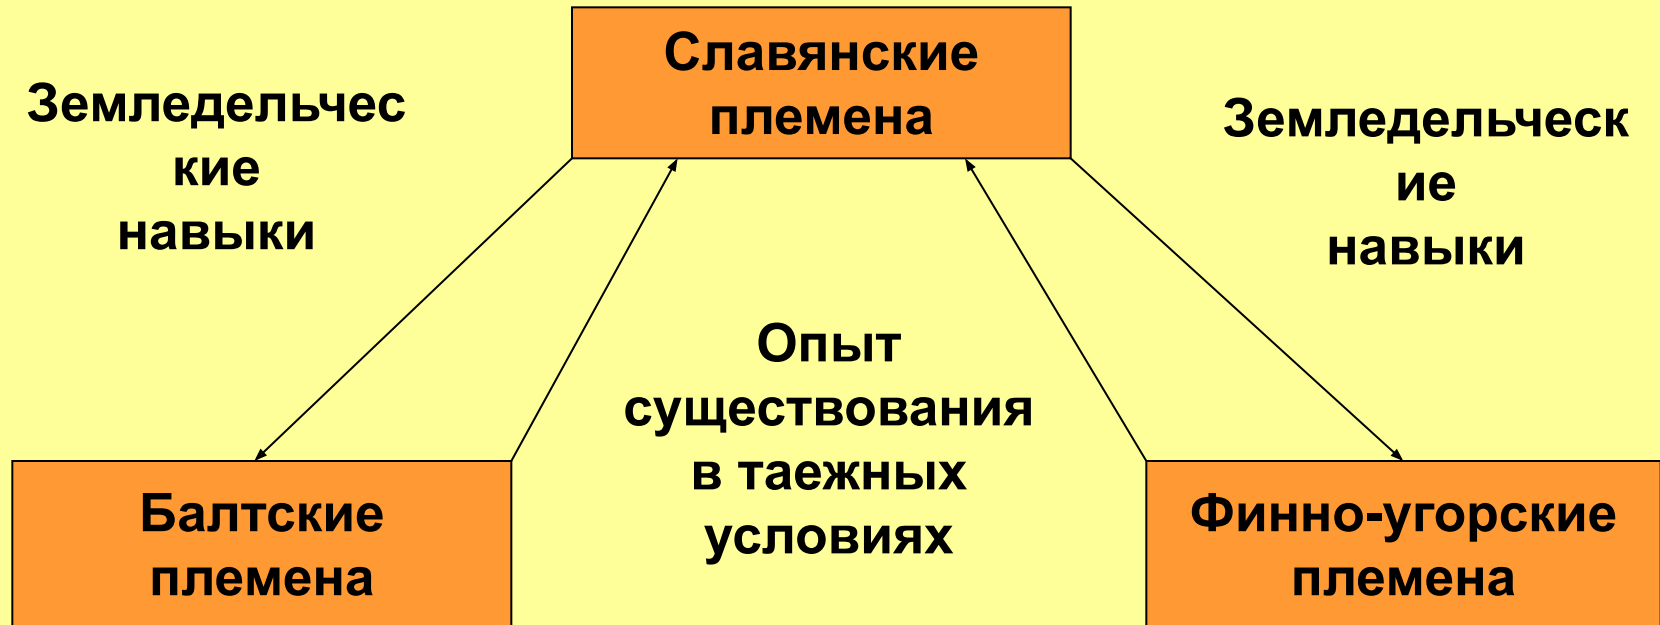 Славянские
племена
Земледельчес
кие
навыки
Земледельческ
ие
навыки
Опыт
существования
в таежных
условиях
Балтские
племена
Финно-угорские
племена